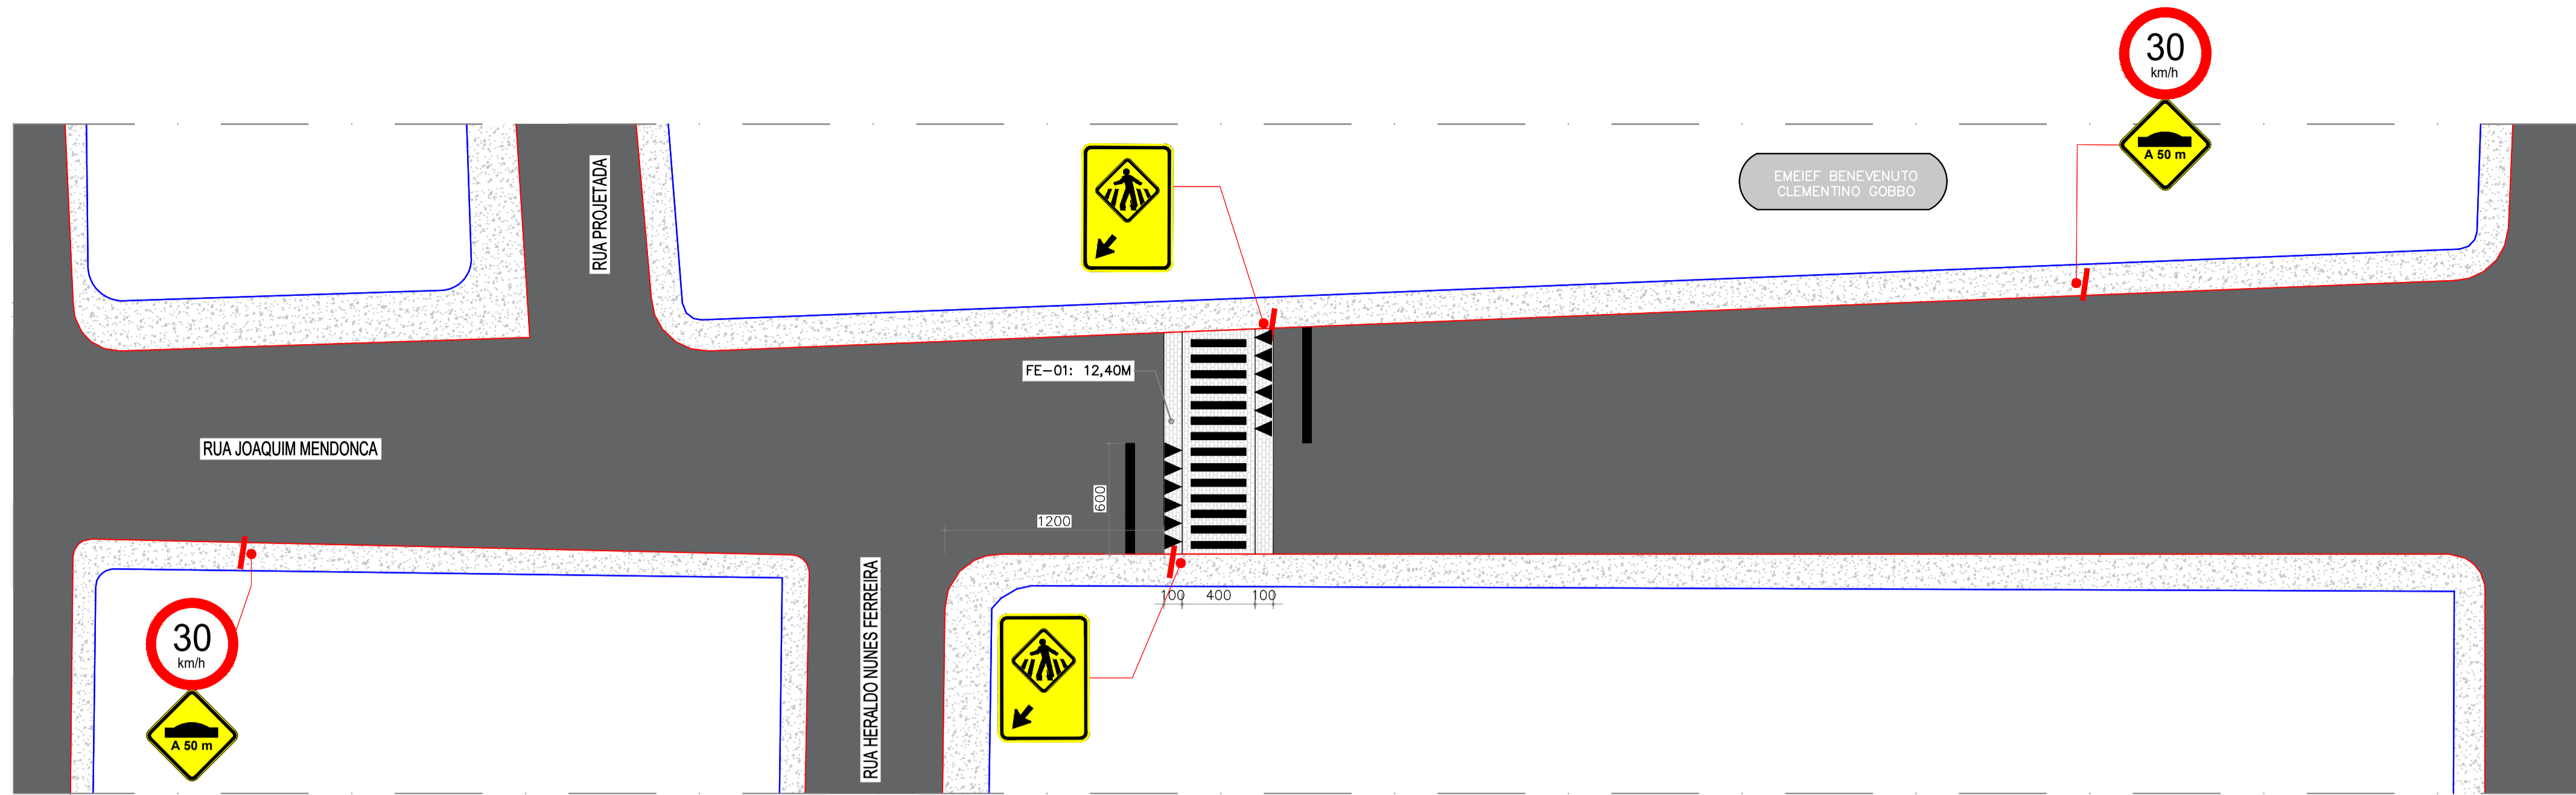 30
km/h
A 50 m
EMEIEF BENEVENUTO
CLEMENTINO GOBBO
RUA PROJETADA
FE-01: 12,40M
RUA JOAQUIM MENDONCA
600
1200
100
400
100
RUA HERALDO NUNES FERREIRA
30
km/h
A 50 m